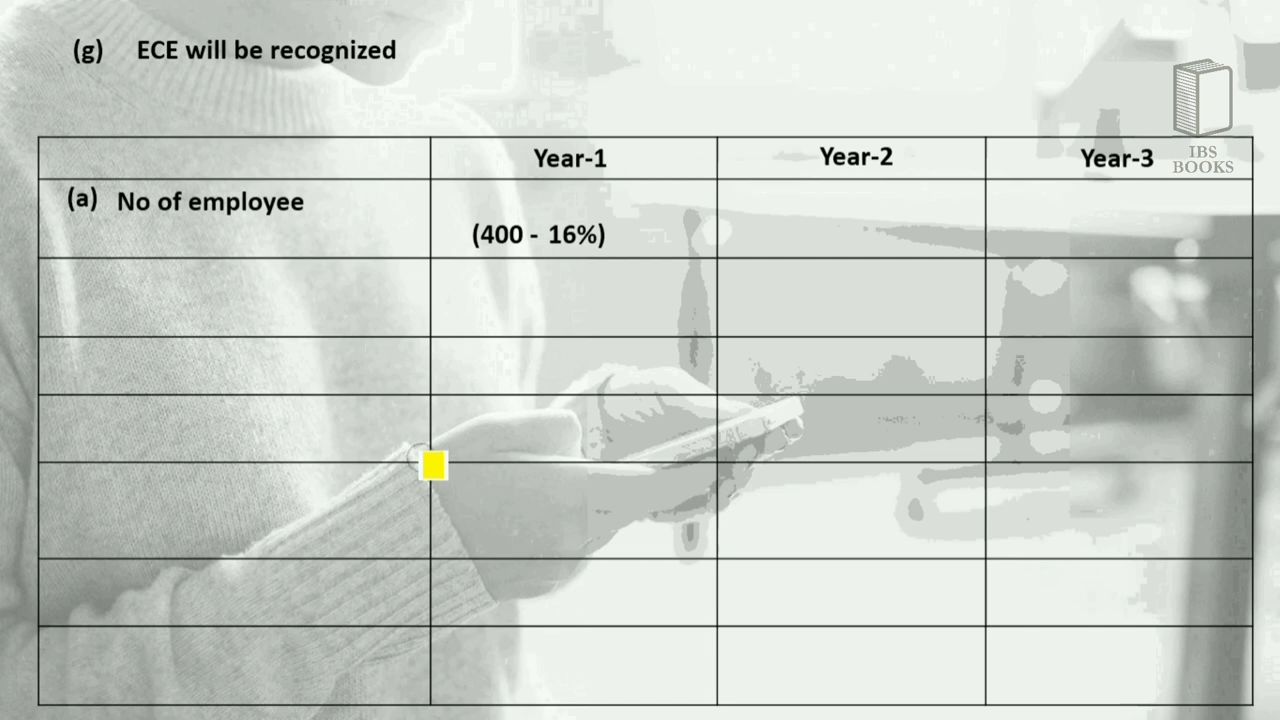 (g) ECE will be recognized
IBS
BOOKS
Year-1 Year-2 Year-3
(a) No of employee
(400 - 16%)